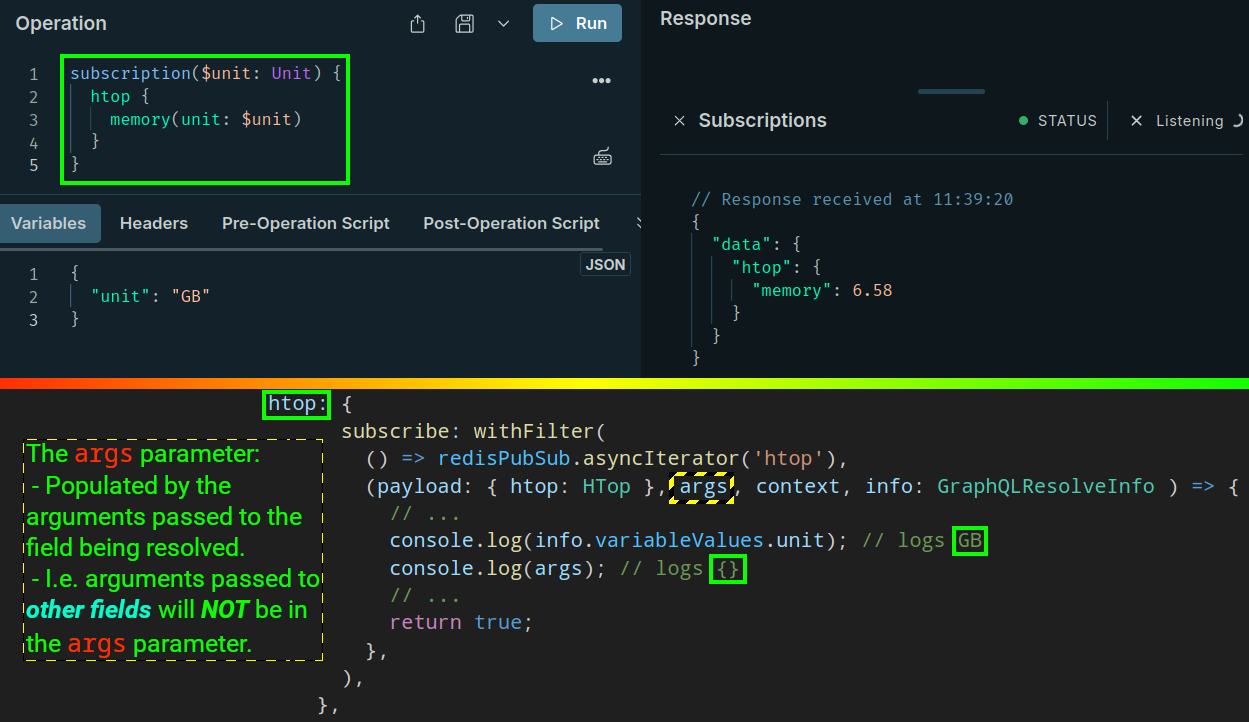 Operation
Run
1 subscription($unit: Unit) {
2 htop {
3 memory(unit: $unit)
4 }
5 }
Variables Headers Pre-Operation Script Post-Operation Script
JSON
1 {
2 "unit": "GB"
3 }
Response
Subscriptions
STATUS
Listening
// Response received at 11:39:20
{
"data": {
"htop": {
"memory": 6.58
}
}
}
htop: {
subscribe: withFilter(
() => redisPubSub.asyncIterator('htop'),
(payload: { htop: HTop }, args, context, info: GraphQLResolveInfo ) => {
// ...
console.log(info.variableValues.unit); // logs GB
console.log(args); // logs {}
// ...
return true;
},
),
},
The args parameter:
- Populated by the
arguments passed to the
field being resolved.
- I.e. arguments passed to
other fields will NOT be in
the args parameter.